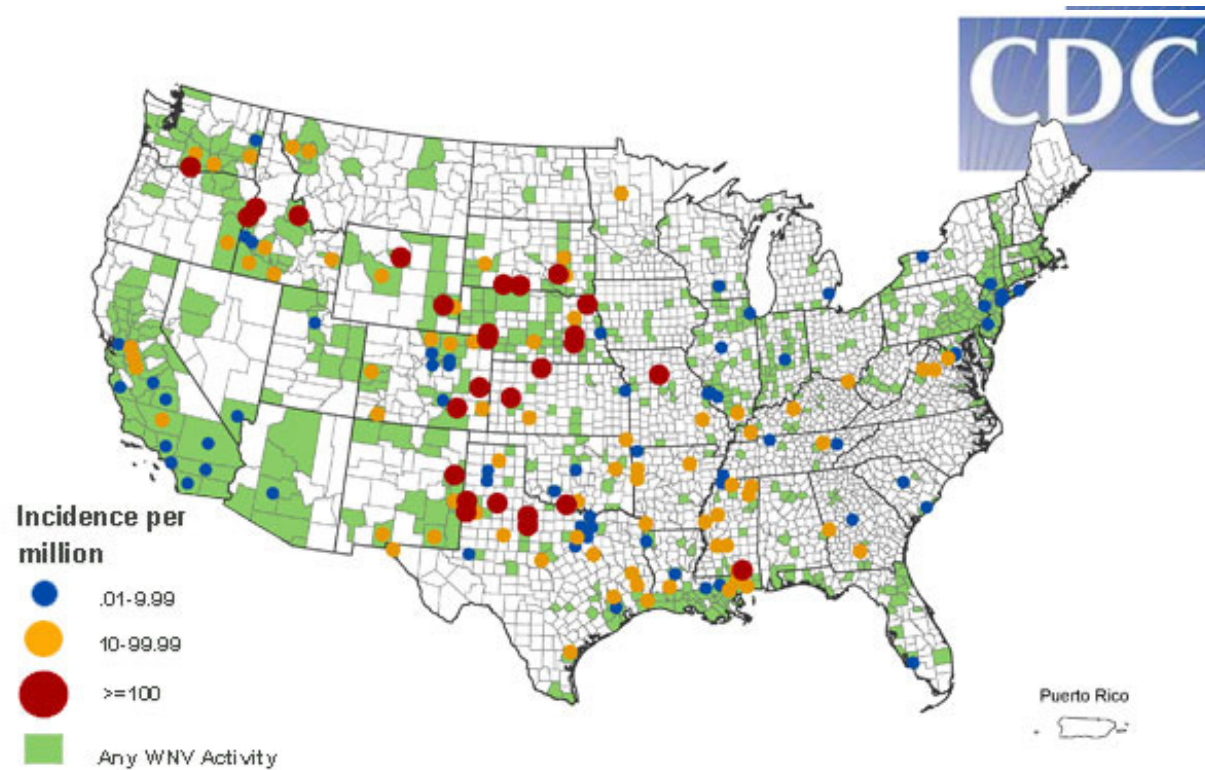 CDC
Incidence per
million
.01-9.99
10-99.99
>=100
Any WNV Activity
Puerto Rico